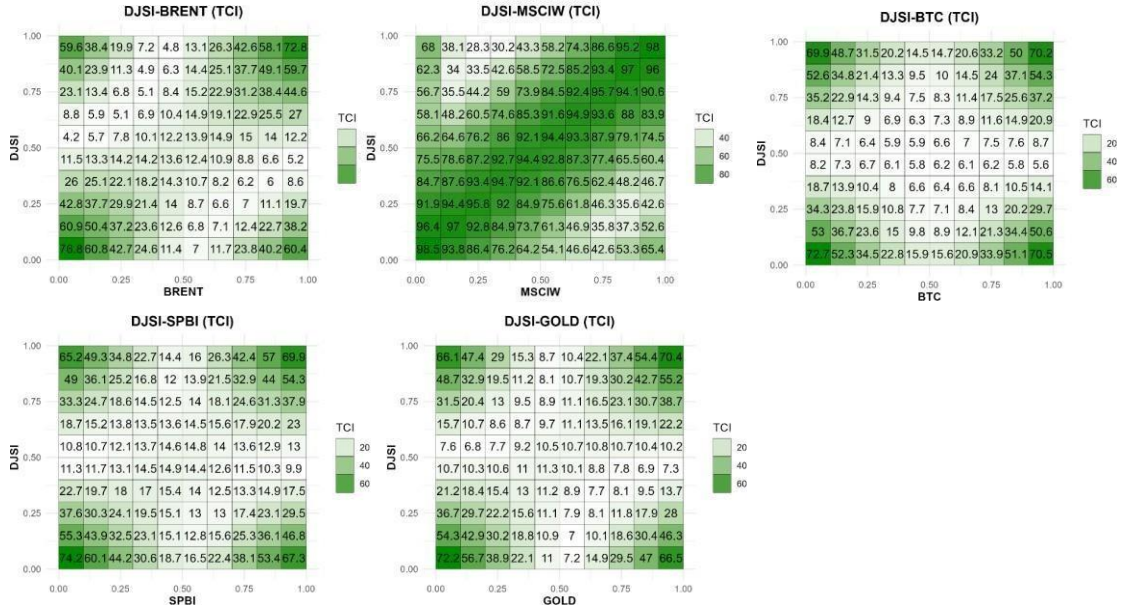 DJSI-BRENT (TCI)
1.00
59.6 38.4 19.9 7.2 4.8 13.1 26.3 42.6 58.1 72.8
40.1 23.9 11.3 4.9 6.3 14.4 25.1 37.7 49.1 59.7
0.75
23.1 13.4 6.8 5.1 8.4 15.2 22.9 31.2 38.4 44.6
8.8 5.9 5.1 6.9 10.4 14.9 19.1 22.9 25.5 27
4.2 5.7 7.8 10.1 12.2 13.9 14.9 15 14 12.2
0.50
11.5 13.3 14.2 14.2 13.6 12.4 10.9 8.8 6.6 5.2
26 25.1 22.1 18.2 14.3 10.7 8.2 6.2 6 8.6
0.25
42.8 37.7 29.9 21.4 14 8.7 6.6 7 11.1 19.7
60.9 50.4 37.2 23.6 12.6 6.8 7.1 12.4 22.7 38.2
78.8 60.8 42.7 24.6 11.4 7 11.7 23.8 40.2 60.4
0.00
0.00 0.25 0.50 0.75 1.00
BRENT
DJSI
TCI
40
60
80
DJSI-MSCIW (TCI)
1.00
68 38.1 28.3 30.2 43.3 58.2 74.3 86.6 95.2 98
62.3 34 33.5 42.6 58.5 72.5 85.2 93.4 97 96
0.75
56.7 35.5 44.2 59 73.9 84.5 92.4 95.7 94.1 90.6
58.1 48.2 60.5 74.6 85.3 91.6 94.9 93.6 88 83.9
66.2 64.6 76.2 86 92.1 94.4 93.3 87.9 79.1 74.5
0.50
75.5 78.6 87.2 92.7 94.4 92.8 87.3 77.4 65.5 60.4
84.7 87.6 93.4 94.7 92.1 86.6 76.5 62.4 48.2 46.7
0.25
91.9 94.4 95.8 92 84.9 75.6 61.8 46.3 35.6 42.6
96.4 97 92.8 84.9 73.7 61.3 46.9 35.8 37.3 52.6
98.5 93.8 86.4 76.2 64.2 54.1 46.6 42.6 53.3 65.4
0.00
0.00 0.25 0.50 0.75 1.00
MSCIW
DJSI
TCI
40
60
80
DJSI-BTC (TCI)
1.00
69.9 48.7 31.5 20.2 14.5 14.7 20.6 33.2 50 70.2
52.6 34.8 21.4 13.3 9.5 10 14.5 24 37.1 54.3
0.75
35.2 22.9 14.3 9.4 7.5 8.3 11.4 17.5 25.6 37.2
18.4 12.7 9 6.9 6.3 7.3 8.9 11.6 14.9 20.9
8.4 7.1 6.4 5.9 5.9 6.6 7 7.5 7.6 8.7
0.50
8.2 7.3 6.7 6.1 5.8 6.2 6.1 6.2 5.8 5.6
18.7 13.9 10.4 8 6.6 6.4 6.6 8.1 10.5 14.1
0.25
34.3 23.8 15.9 10.8 7.7 7.1 8.4 13 20.2 29.7
53 36.7 23.6 15 9.8 8.9 12.1 21.3 34.4 50.6
72.7 52.3 34.5 22.8 15.9 15.6 20.9 33.9 51.1 70.5
0.00
0.00 0.25 0.50 0.75 1.00
BTC
DJSI
TCI
20
40
60
DJSI-SPBI (TCI)
1.00
65.2 49.3 34.8 22.7 14.4 16 26.3 42.4 57 69.9
49 36.1 25.2 16.8 12 13.9 21.5 32.9 44 54.3
0.75
33.3 24.7 18.6 14.5 12.5 14 18.1 24.6 31.3 37.9
18.7 15.2 13.8 13.5 13.6 14.5 15.6 17.9 20.2 23
10.8 10.7 12.1 13.7 14.6 14.8 14 13.6 12.9 13
0.50
11.3 11.7 13.1 14.5 14.9 14.4 12.6 11.5 10.3 9.9
22.7 19.7 18 17 15.4 14 12.5 13.3 14.9 17.5
0.25
37.6 30.3 24.1 19.5 15.1 13 13 17.4 23.1 29.5
55.3 43.9 32.5 23.1 15.1 12.8 15.6 25.3 36.1 46.8
74.2 60.1 44.2 30.6 18.7 16.5 22.4 38.1 53.4 67.3
0.00
0.00 0.25 0.50 0.75 1.00
SPBI
DJSI
TCI
20
40
60
DJSI-GOLD (TCI)
1.00
66.1 47.4 29 15.3 8.7 10.4 22.1 37.4 54.4 70.4
48.7 32.9 19.5 11.2 8.1 10.7 19.3 30.2 42.7 55.2
0.75
31.5 20.4 13 9.5 8.9 11.1 16.5 23.1 30.7 38.7
15.7 10.7 8.6 8.7 9.7 11.1 13.5 16.1 19.1 22.2
7.6 6.8 7.7 9.2 10.5 10.7 10.8 10.7 10.4 10.2
0.50
10.7 10.3 10.6 11 11.3 10.1 8.8 7.8 6.9 7.3
21.2 18.4 15.4 13 11.2 8.9 7.7 8.1 9.5 13.7
0.25
36.7 29.7 22.2 15.6 11.1 7.9 8.1 11.8 17.9 28
54.3 42.9 30.2 18.8 10.9 7 10.1 18.6 30.4 46.3
72.2 56.7 38.9 22.1 11 7.2 14.9 29.5 47 66.5
0.00
0.00 0.25 0.50 0.75 1.00
GOLD
DJSI
TCI
20
40
60